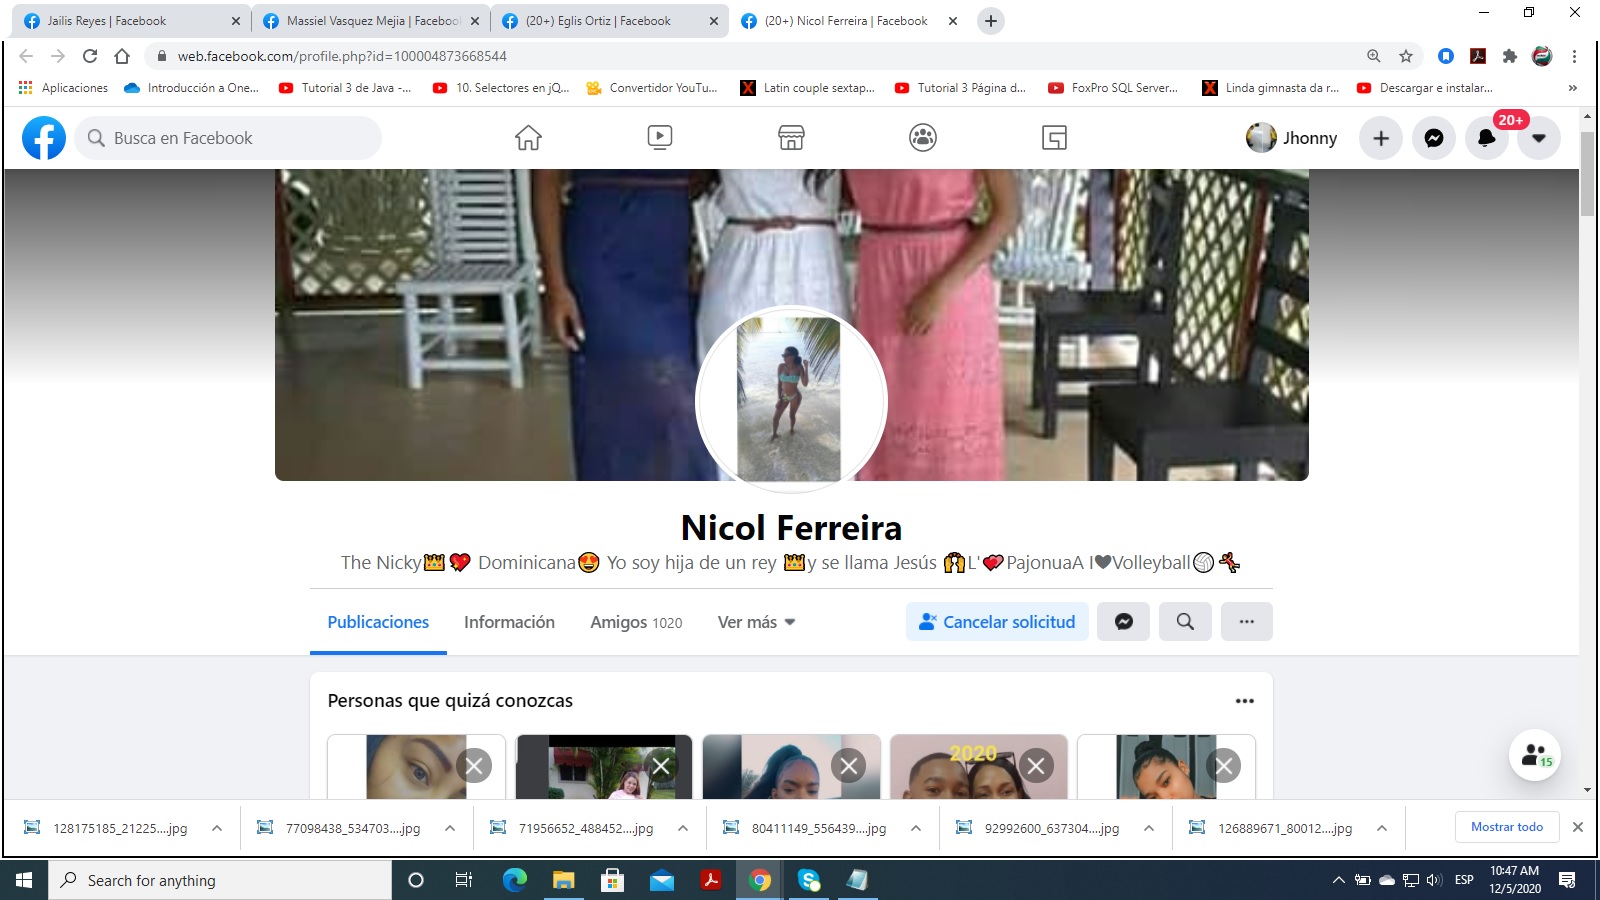 Jailis Reyes | Facebook
Massiel Vasquez Mejia | Facebook
(20+) Eglis Ortiz | Facebook
(20+) Nicol Ferreira | Facebook
web.facebook.com/profile.php?id=100004873668544
Aplicaciones
Introducción a One...
Tutorial 3 de Java -...
10. Selectores en jQ...
Convertidor YouTu...
Latin couple sextap...
Tutorial 3 Página d...
FoxPro SQL Server...
Linda gimnasta da r...
Descargar e instalar...
»
Busca en Facebook
Jhonny
20+
Nicol Ferreira
The Nicky👑💖 Dominicana😍 Yo soy hija de un rey 👑y se llama Jesús 🙌L'💞PajonuaA I🖤Volleyball🏐🤾
Publicaciones
Información
Amigos 1020
Ver más
Cancelar solicitud
Personas que quizá conozcas
2020
15
128175185_21225....jpg
77098438_534703....jpg
71956652_488452....jpg
80411149_556439....jpg
92992600_637304....jpg
126889671_80012....jpg
Mostrar todo
Search for anything
ESP
10:47 AM
12/5/2020